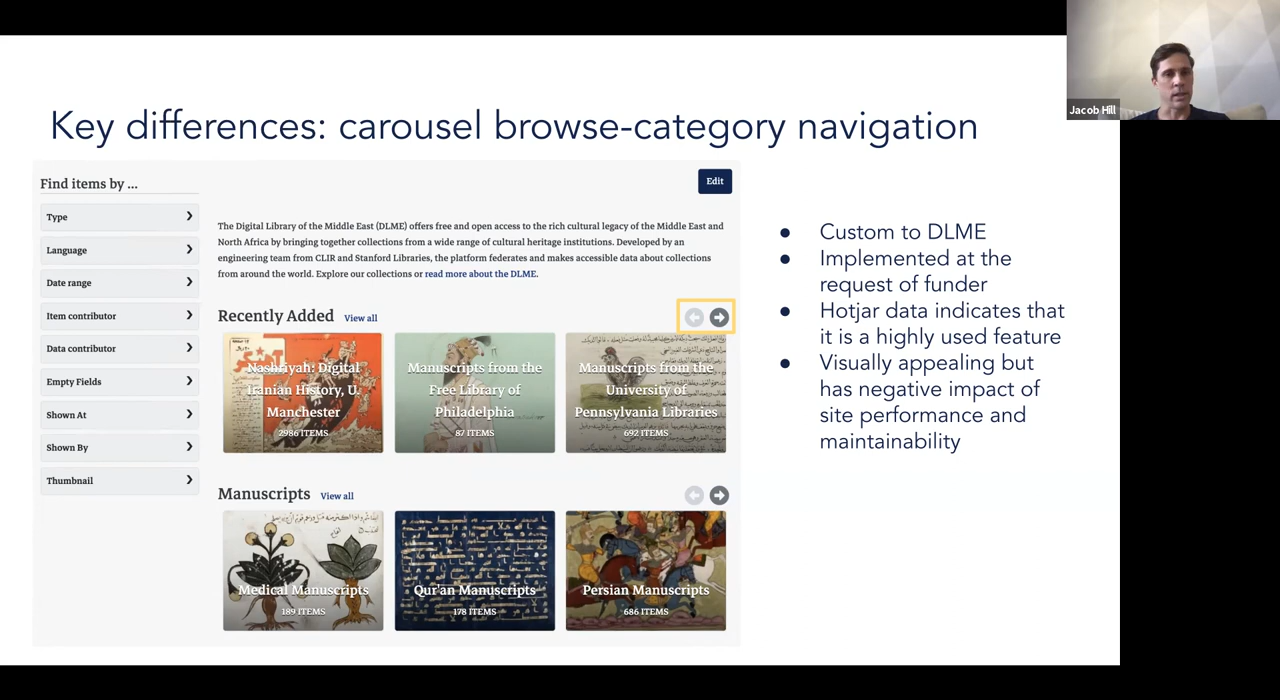 Jacob Hill
Key differences: carousel browse-category navigation
Find items by ...
Type
Language
Date range
Item contributor
Data contributor
Empty Fields
Shown At
Shown By
Thumbnail
Edit
The Digital Library of the Middle East (DLME) offers free and open access to the rich cultural legacy of the Middle East and
North Africa by bringing together collections from a wide range of cultural heritage institutions. Developed by an
engineering team from CLIR and Stanford Libraries, the platform federates and makes accessible data about collections
from around the world. Explore our collections or read more about the DLME.
Recently Added View all
Nashriyah: Digital
Iranian History, U.
Manchester
2986 ITEMS
Manuscripts from the
Free Library of
Philadelphia
87 ITEMS
Manuscripts from the
University of
Pennsylvania Libraries
692 ITEMS
Manuscripts View all
Medical Manuscripts
189 ITEMS
Qur'an Manuscripts
178 ITEMS
Persian Manuscripts
686 ITEMS
● Custom to DLME
● Implemented at the
request of funder
● Hotjar data indicates that
it is a highly used feature
● Visually appealing but
has negative impact of
site performance and
maintainability